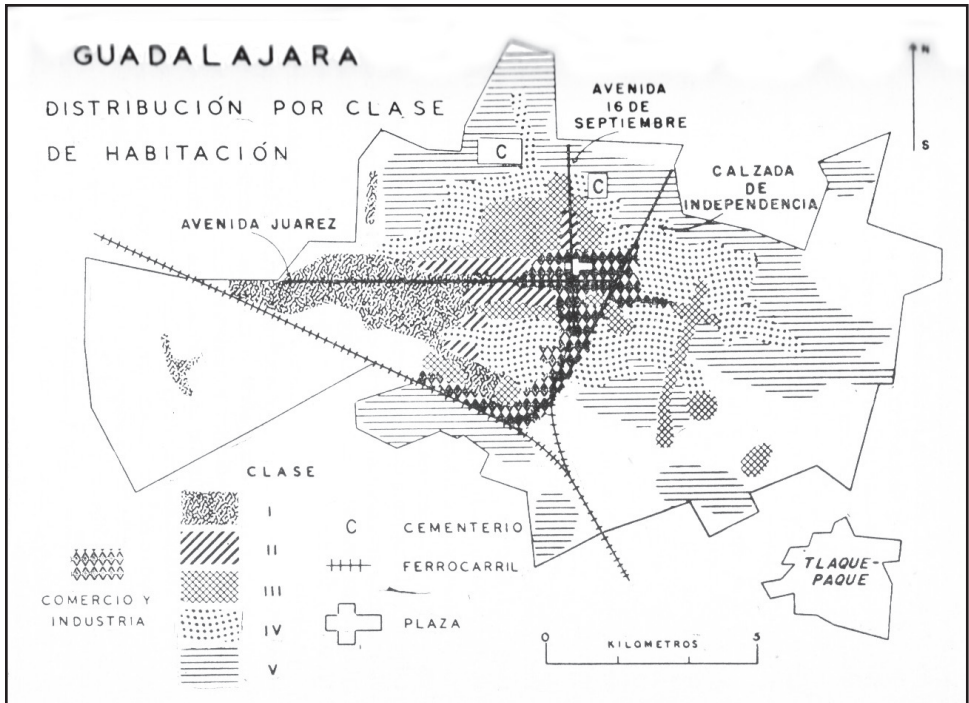 GUADALAJARA
DISTRIBUCIÓN POR CLASE
DE HABITACIÓN
N
S
AVENIDA
16 DE
SEPTIEMBRE
C
C
CALZADA
DE
INDEPENDENCIA
AVENIDA JUAREZ
CLASE
I
II
III
IV
V
COMERCIO Y
INDUSTRIA
C CEMENTERIO
FERROCARRIL
PLAZA
TLAQUE-
PAQUE
0 KILOMETROS 5